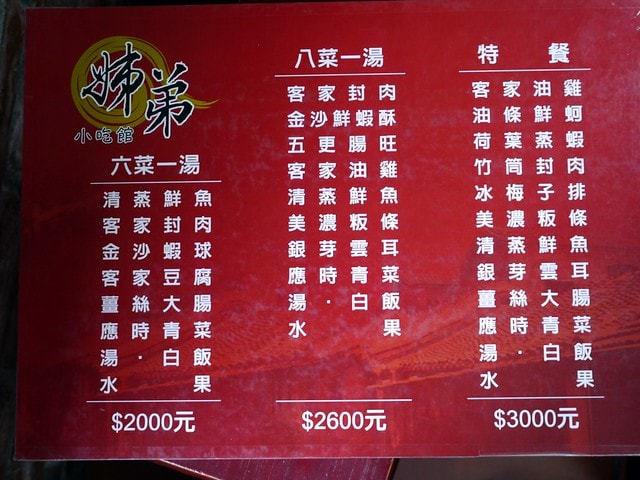 姊弟
小吃館
六菜一湯
清蒸鮮魚
客家封肉
金沙蝦球
客家豆腐
薑絲大腸
應時青菜
湯．白飯
水果
$2000元
八菜一湯
客家封肉
金沙鮮蝦酥
五更腸旺
客家油雞
清蒸鮮魚
美濃粄條
銀芽雲耳
應時青菜
湯．白飯
水果
$2600元
特餐
客家油雞
油條鮮蚵
荷葉蒸蝦
竹筒封肉
冰梅子排
美濃粄條
清蒸鮮魚
銀芽雲耳
薑絲大腸
應時青菜
湯．白飯
水果
$3000元